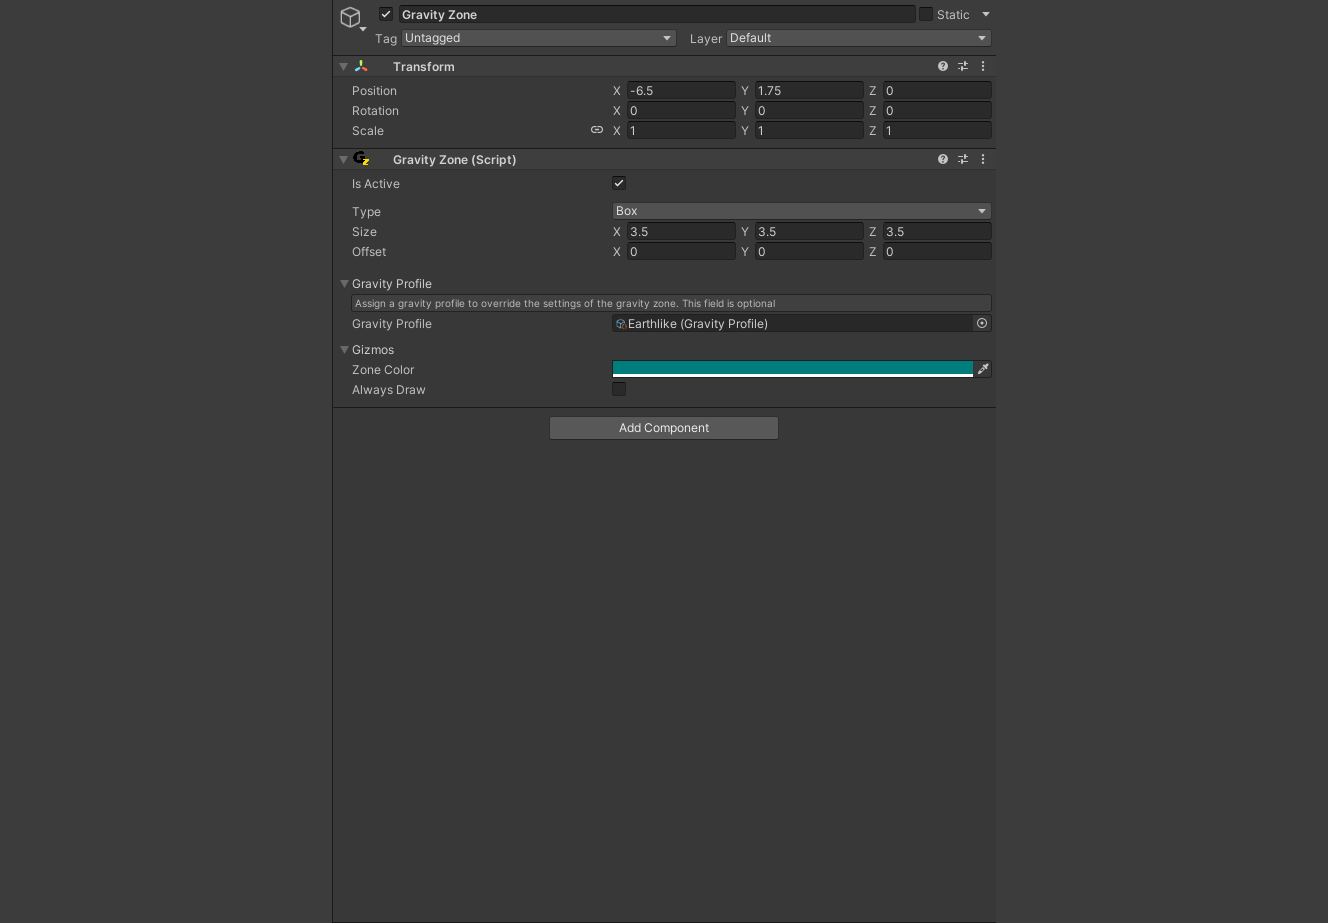 Gravity Zone Static
Tag Untagged Layer Default
Transform
Position X -6.5 Y 1.75 Z 0
Rotation X 0 Y 0 Z 0
Scale X 1 Y 1 Z 1
Gravity Zone (Script)
Is Active
Type Box
Size X 3.5 Y 3.5 Z 3.5
Offset X 0 Y 0 Z 0
Gravity Profile
Assign a gravity profile to override the settings of the gravity zone. This field is optional
Gravity Profile Earthlike (Gravity Profile)
Gizmos
Zone Color
Always Draw
Add Component